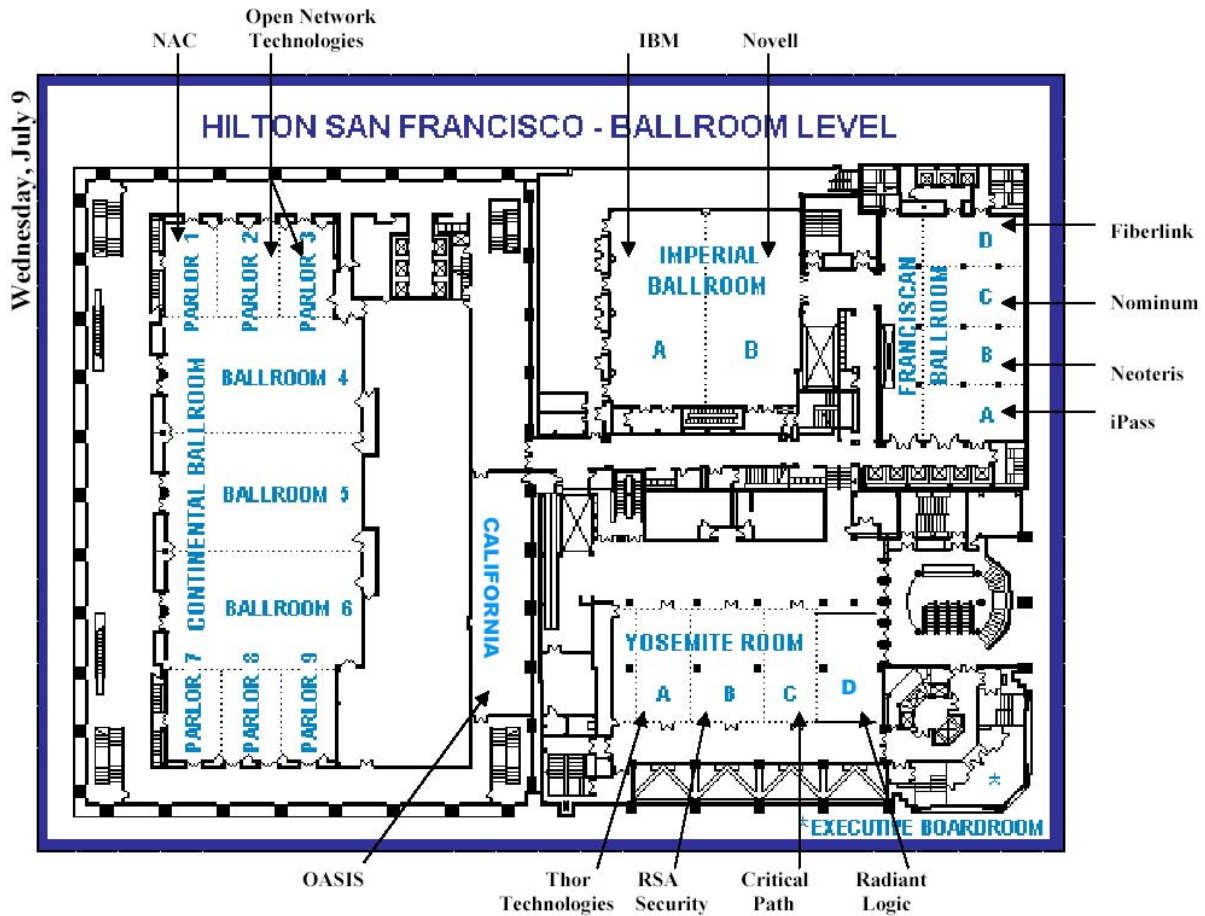 NAC
Open Network
Technologies
IBM
Novell
Wednesday, July 9
HILTON SAN FRANCISCO - BALLROOM LEVEL
PARLOR 1
PARLOR 2
PARLOR 3
CONTINENTAL BALLROOM
BALLROOM 4
BALLROOM 5
BALLROOM 6
PARLOR 7
PARLOR 8
PARLOR 9
CALIFORNIA
IMPERIAL
BALLROOM
A
B
FRANCISCAN
BALLROOM
D
C
B
A
Fiberlink
Nominum
Neoteris
iPass
YOSEMITE ROOM
A
B
C
D
*
*EXECUTIVE BOARDROOM
OASIS
Thor
Technologies
RSA
Security
Critical
Path
Radiant
Logic